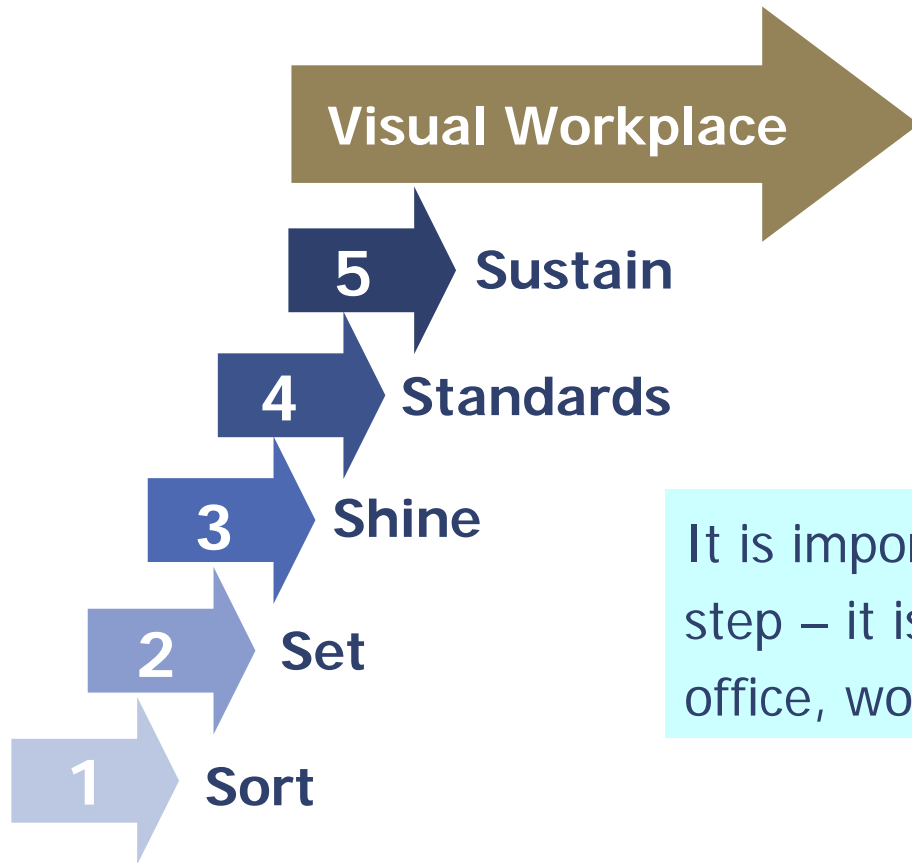 Visual Workplace
5 Sustain
4 Standards
3 Shine
It is impor
step – it is
office, wo
2 Set
1 Sort